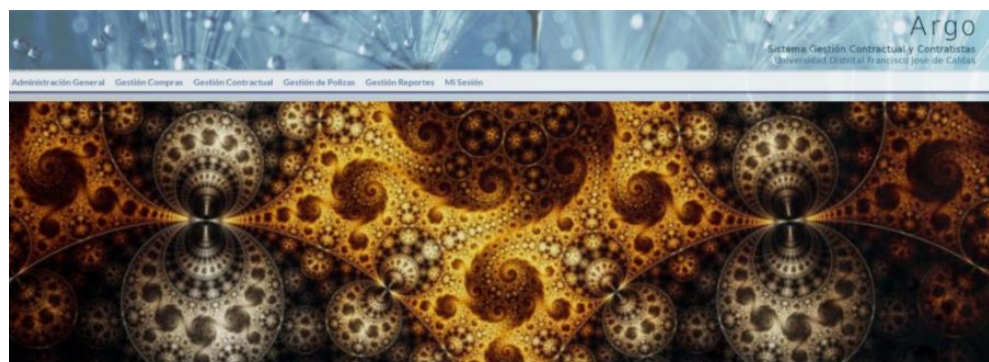 Argo
Sistema Gestión Contractual y Contratistas
Universidad Distrital Francisco José de Caldas
Administración General Gestión Compras Gestión Contractual Gestión de Polizas Gestión Reportes Mi Sesión